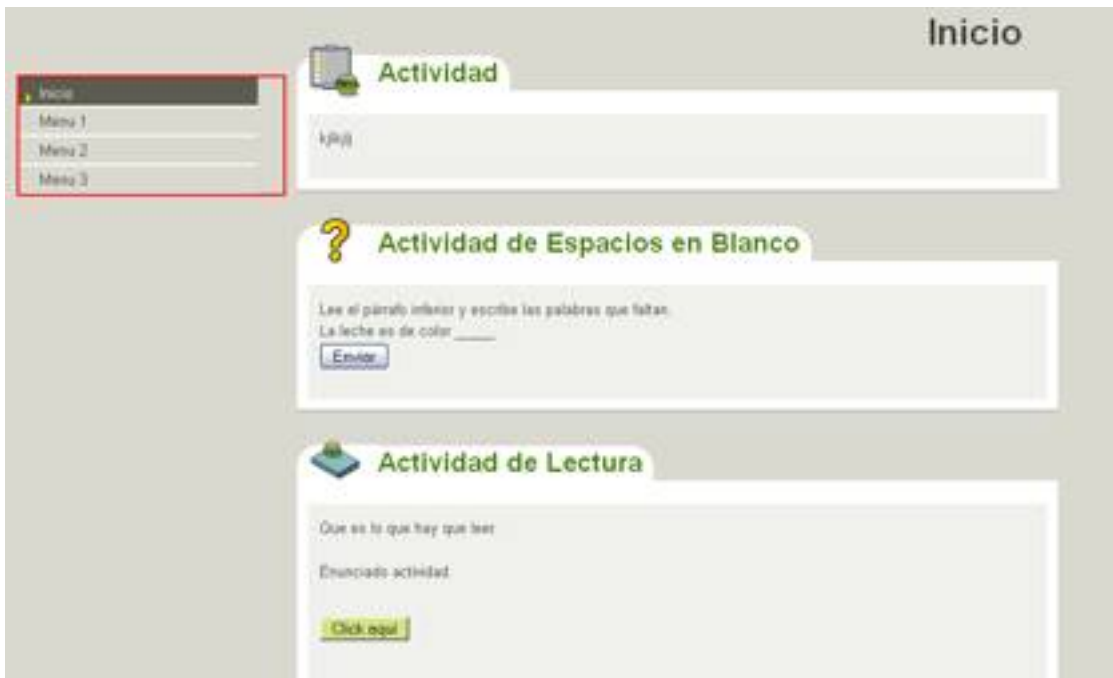 Inicio
Inicio
Menu 1
Menu 2
Menu 3
Actividad
kjlkjlj
Actividad de Espacios en Blanco
Lee el párrafo inferior y escribe las palabras que faltan.
La leche es de color _____
Enviar
Actividad de Lectura
Que es lo que hay que leer
Enunciado actividad
Click aquí